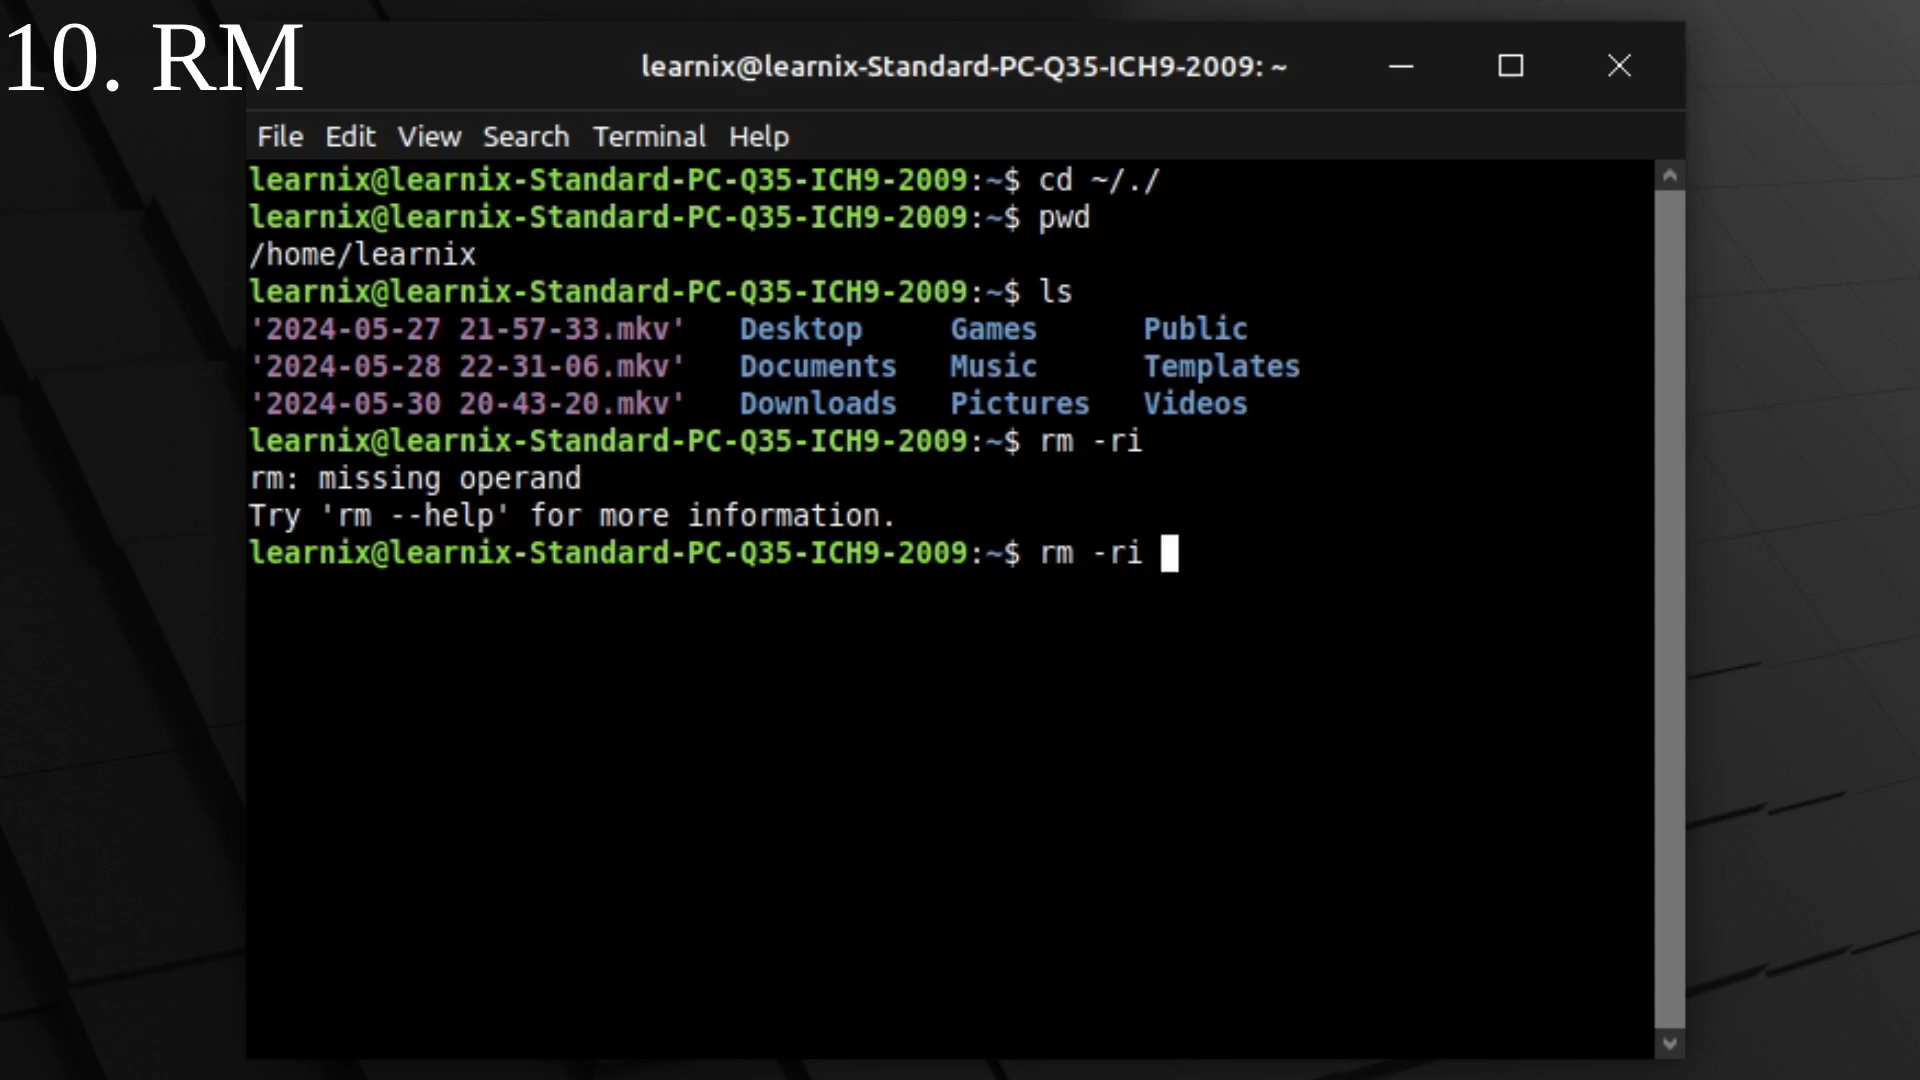 10. RM
learnix@learnix-Standard-PC-Q35-ICH9-2009: ~
File Edit View Search Terminal Help
learnix@learnix-Standard-PC-Q35-ICH9-2009:~$ cd ~/./
learnix@learnix-Standard-PC-Q35-ICH9-2009:~$ pwd
/home/learnix
learnix@learnix-Standard-PC-Q35-ICH9-2009:~$ ls
'2024-05-27 21-57-33.mkv' Desktop Games Public
'2024-05-28 22-31-06.mkv' Documents Music Templates
'2024-05-30 20-43-20.mkv' Downloads Pictures Videos
learnix@learnix-Standard-PC-Q35-ICH9-2009:~$ rm -ri
rm: missing operand
Try 'rm --help' for more information.
learnix@learnix-Standard-PC-Q35-ICH9-2009:~$ rm -ri